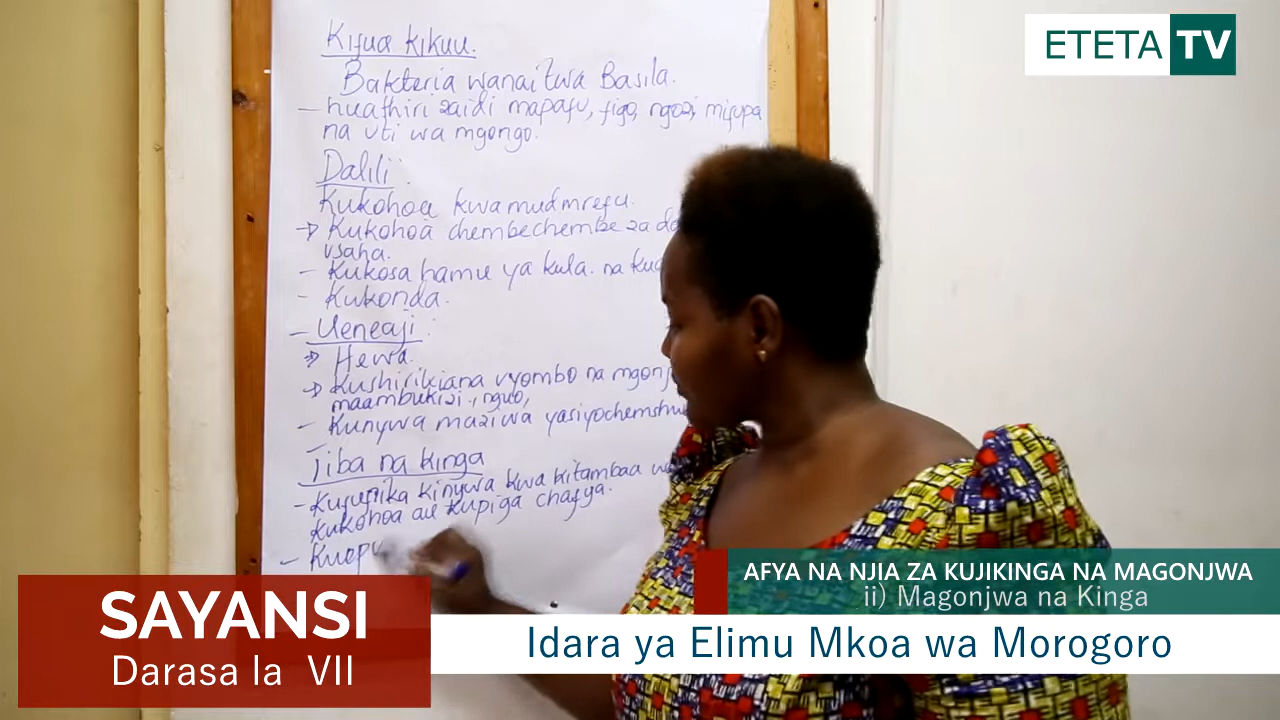 Kifua kikuu.
Bakteria wanaitwa Basila.
- huathiri zaidi mapafu, figo, ngozi, mifupa
na uti wa mgongo.
Dalili:
Kukohoa kwa mudmrefu.
→ Kukohoa chembechembe za
usaha.
- Kukosa hamu ya kula. na
- Kukonda.
- Ueneaji:
⇒ Hewa.
→ Kushirikiana vyombo na
maambukizi., nguo,
- Kunywa maziwa
Tiba na kinga
- Kufunika kinywa kwa kitambaa
kukohoa au kupiga chafya.
-
ETETA TV
AFYA NA NJIA ZA KUJIKINGA NA MAGONJWA
ii) Magonjwa na Kinga
SAYANSI
Darasa la VII
Idara ya Elimu Mkoa wa Morogoro